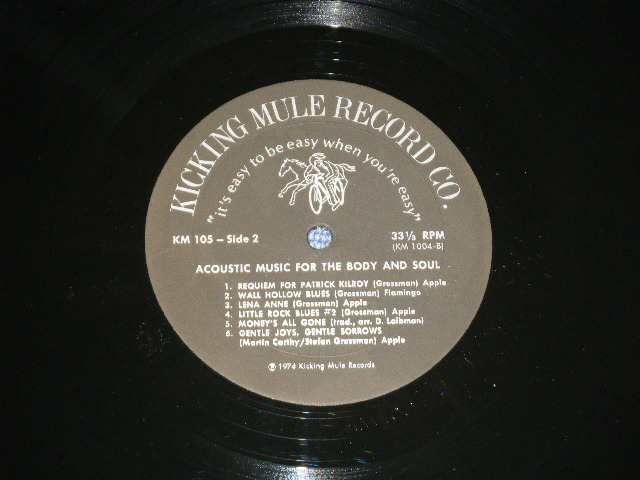 KICKING MULE RECORD CO.
"it's easy to be easy when you're easy"
KM 105 – Side 2
33⅓ RPM
(KM 1004-B)
ACOUSTIC MUSIC FOR THE BODY AND SOUL
1. REQUIEM FOR PATRICK KILROY (Grossman) Apple
2. WALL HOLLOW BLUES (Grossman) Flamingo
3. LENA ANNE (Grossman) Apple
4. LITTLE ROCK BLUES #2 (Grossman) Apple
5. MONEY'S ALL GONE (trad., arr. D. Laibman)
6. GENTLE JOYS, GENTLE SORROWS
(Martin Carthy/Stefan Grossman) Apple
℗ 1974 Kicking Mule Records